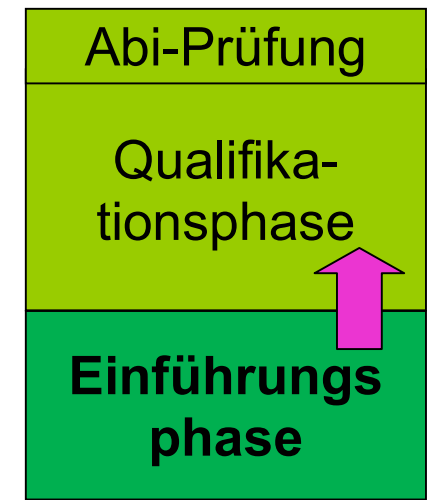 Abi-Prüfung
Qualifika-
tionsphase
Einführungs
phase